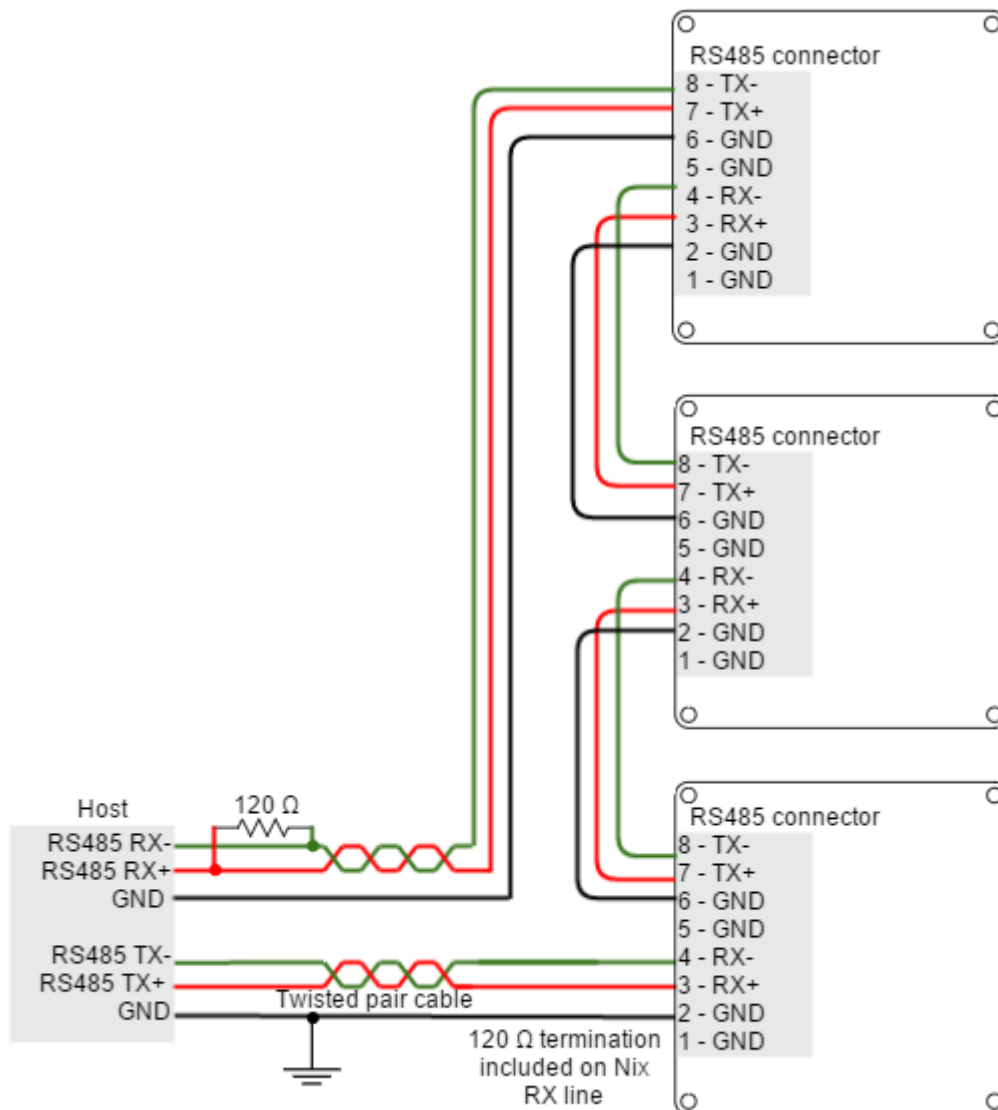 RS485 connector
8 - TX-
7 - TX+
6 - GND
5 - GND
4 - RX-
3 - RX+
2 - GND
1 - GND
RS485 connector
8 - TX-
7 - TX+
6 - GND
5 - GND
4 - RX-
3 - RX+
2 - GND
1 - GND
Host
120 Ω
RS485 RX-
RS485 RX+
GND
RS485 TX-
RS485 TX+
GND
Twisted pair cable
120 Ω termination
included on Nix
RX line
RS485 connector
8 - TX-
7 - TX+
6 - GND
5 - GND
4 - RX-
3 - RX+
2 - GND
1 - GND